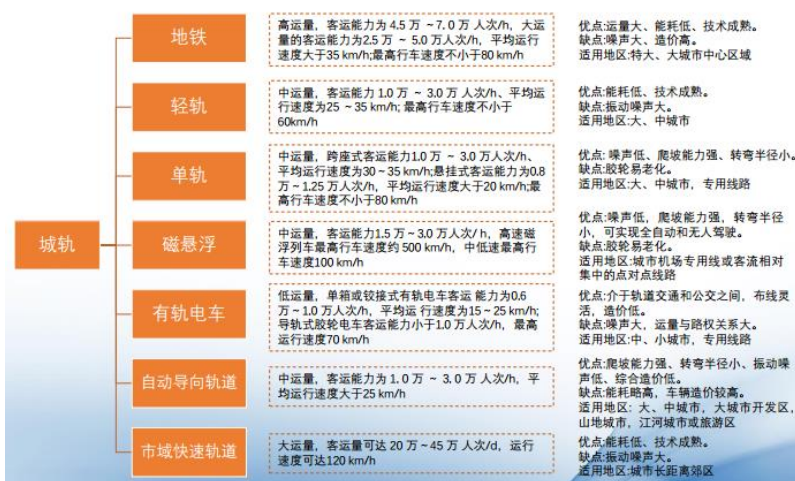 城轨
地铁
高运量，客运能力为 4.5 万 ~ 7.0 万 人次/h，大运
量的客运能力为2.5 万 ~ 5.0 万人次/h，平均运行
速度大于35 km/h;最高行车速度不小于80 km/h
优点:运量大、能耗低、技术成熟。
缺点:噪声大、造价高。
适用地区:特大、大城市中心区域
轻轨
中运量，客运能力 1.0 万 ~ 3.0 万 人次/h、平均运
行速度为25 ~ 35 km/h; 最高行车速度不小于
60km/h
优点:能耗低、技术成熟。
缺点:振动噪声大。
适用地区:大、中城市
单轨
中运量，跨座式客运能力1.0 万 ~ 3.0 万人次/h、
平均运行速度为30 ~ 35 km/h;悬挂式客运能力为0.8
万 ~ 1.25 万人次/h，平均运行速度大于20 km/h;最
高行车速度不小于80 km/h
优点: 噪声低、爬坡能力强、转弯半径小。
缺点:胶轮易老化。
适用地区:大、中城市，专用线路
磁悬浮
中运量，客运能力1.5 万 ~ 3.0 万人次/ h，高速磁
浮列车最高行车速度约 500 km/h，中低速最高行
车速度100 km/h
优点:噪声低，爬坡能力强，转弯半径
小，可实现全自动和无人驾驶。
缺点:胶轮易老化。
适用地区:城市机场专用线或客流相对
集中的点对点线路
有轨电车
低运量，单箱或铰接式有轨电车客运 能力为0.6
万 ~ 1.0 万人次/h，平均运 行速度为15 ~ 25 km/h;
导轨式胶轮电车客运能力小于1.0 万人次/h，最高
运行速度70 km/h
优点:介于轨道交通和公交之间，布线灵
活，造价低。
缺点:噪声大，运量与路权关系大。
适用地区:中、小城市，专用线路
自动导向轨道
中运量，客运能力为 1. 0 万 ~ 3. 0 万 人次/h，平
均运行速度大于25 km/h
优点:爬坡能力强、转弯半径小、振动噪
声低、综合造价低。
缺点:能耗略高，车辆造价较高。
适用地区: 大、中城市，大城市开发区，
山地城市，江河城市或旅游区
市域快速轨道
大运量，客运量可达 20 万 ~ 45 万 人次/d，运行
速度可达120 km/h
优点:能耗低、技术成熟。
缺点:振动噪声大。
适用地区:城市长距离郊区